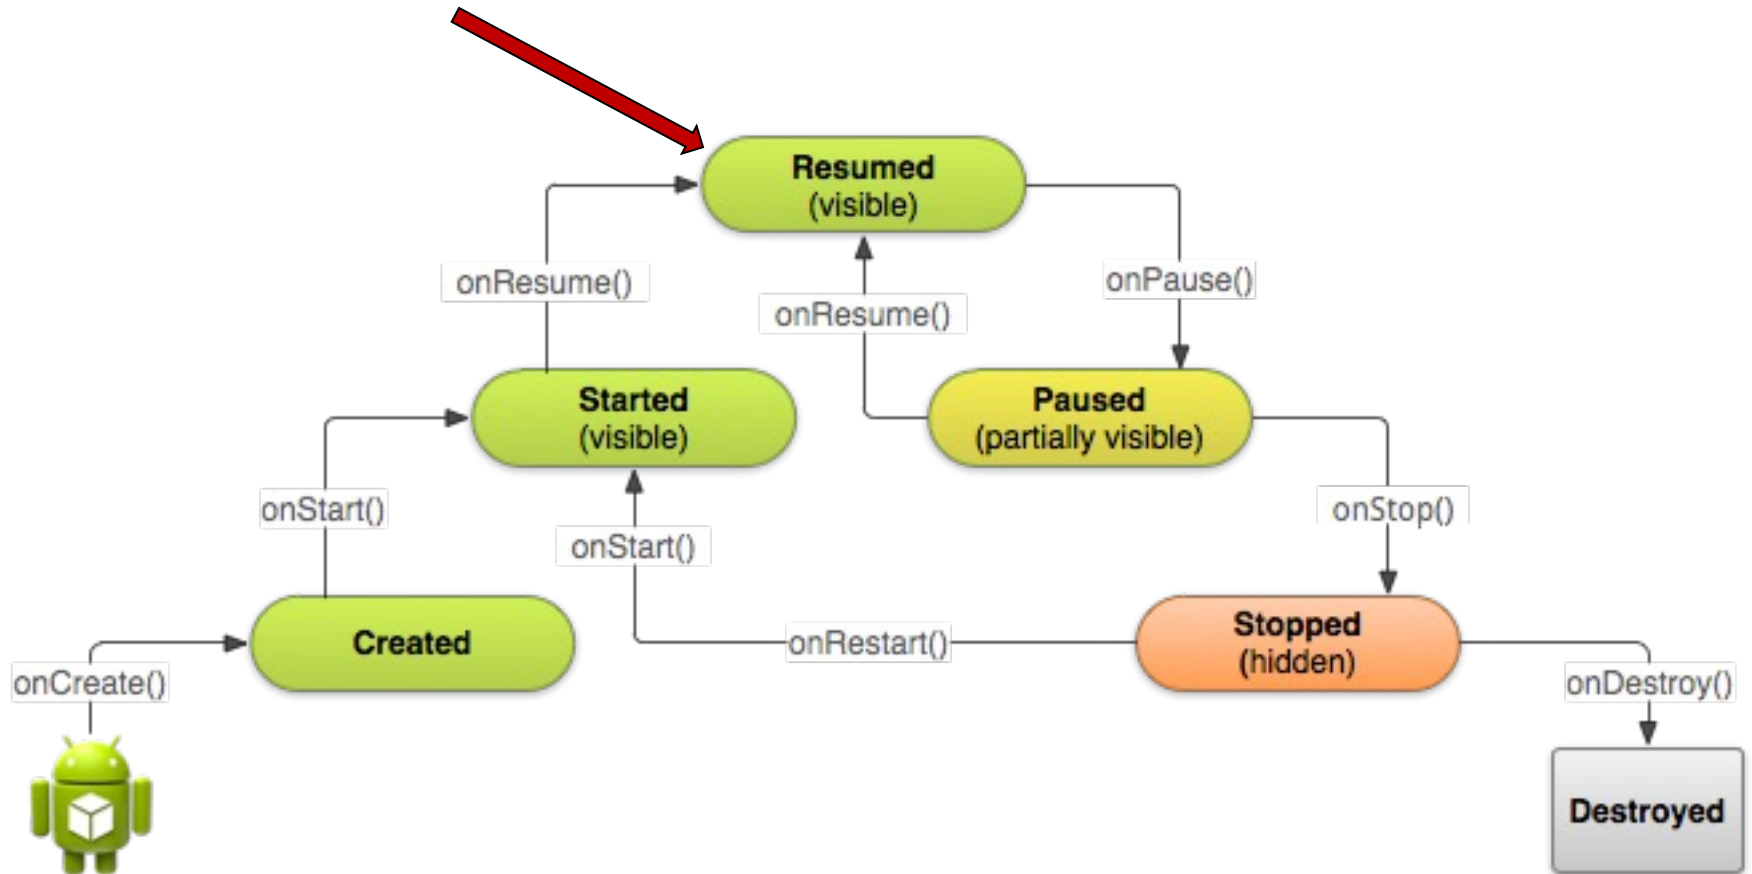 Resumed
(visible)
onResume()
onPause()
onResume()
Started
(visible)
Paused
(partially visible)
onStart()
onStop()
onStart()
Created
onRestart()
Stopped
(hidden)
onCreate()
onDestroy()
Destroyed